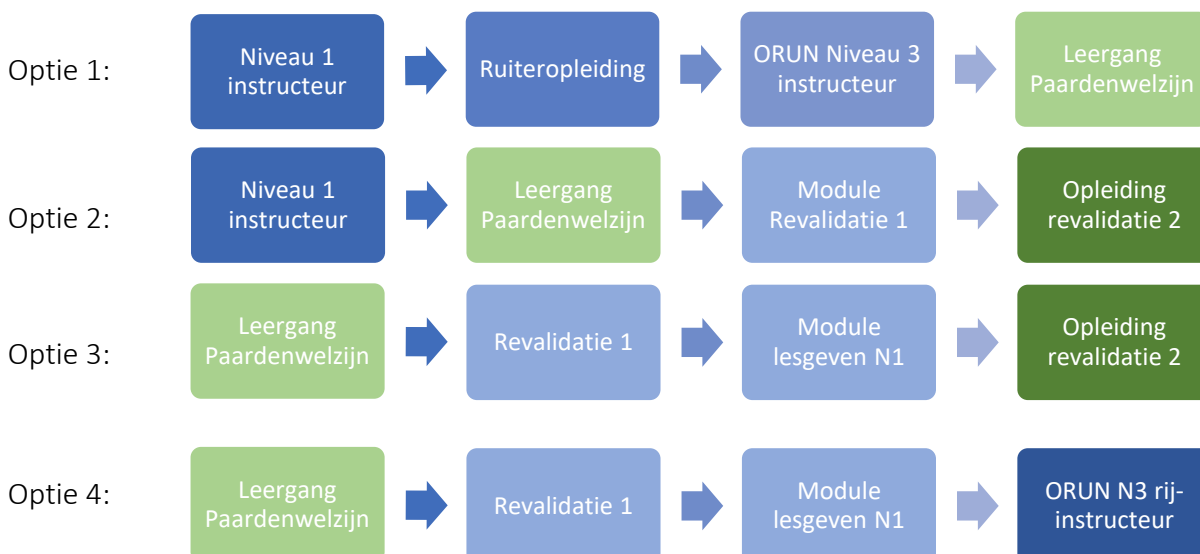 Optie 1:
Niveau 1
instructeur
Ruiteropleiding
ORUN Niveau 3
instructeur
Leergang
Paardenwelzijn
Optie 2:
Niveau 1
instructeur
Leergang
Paardenwelzijn
Module
Revalidatie 1
Opleiding
revalidatie 2
Optie 3:
Leergang
Paardenwelzijn
Revalidatie 1
Module
lesgeven N1
Opleiding
revalidatie 2
Optie 4:
Leergang
Paardenwelzijn
Revalidatie 1
Module
lesgeven N1
ORUN N3 rij-
instructeur